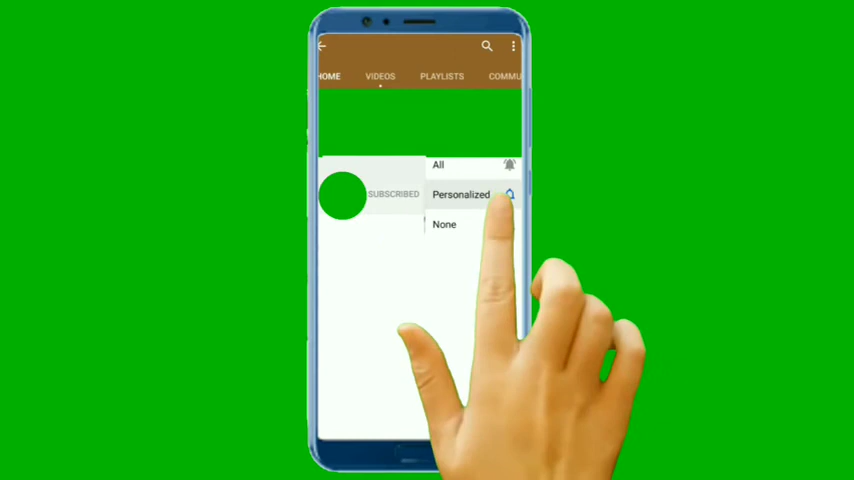 HOME VIDEOS PLAYLISTS COMMU
All
SUBSCRIBED Personalized
None